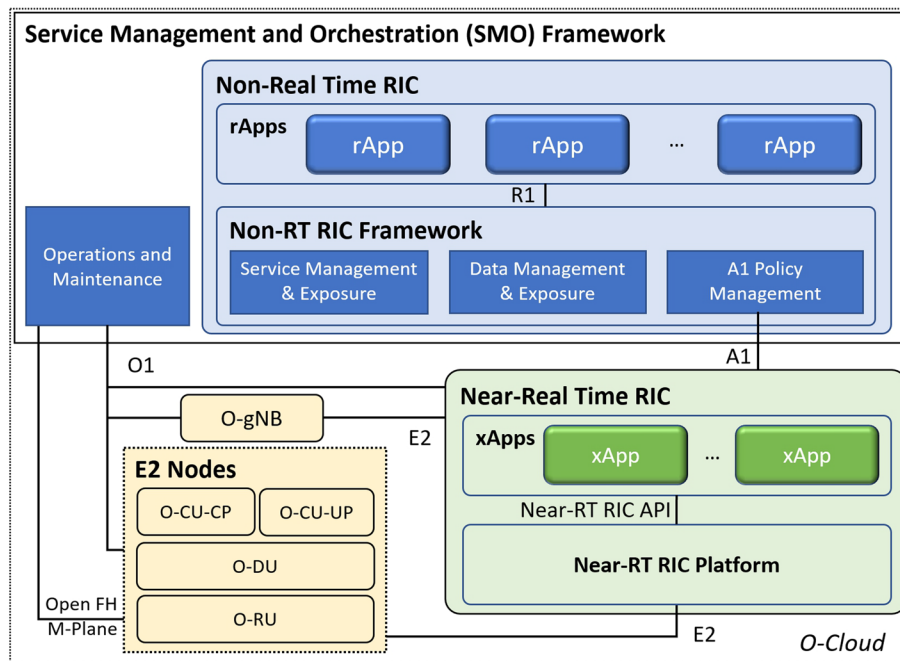 Service Management and Orchestration (SMO) Framework
Non-Real Time RIC
rApps
rApp
rApp
...
rApp
R1
Non-RT RIC Framework
Operations and
Maintenance
Service Management
& Exposure
Data Management
& Exposure
A1 Policy
Management
O1
A1
Near-Real Time RIC
O-gNB
E2
xApps
xApp
...
xApp
E2 Nodes
O-CU-CP
O-CU-UP
Near-RT RIC API
O-DU
Near-RT RIC Platform
Open FH
M-Plane
O-RU
E2
O-Cloud